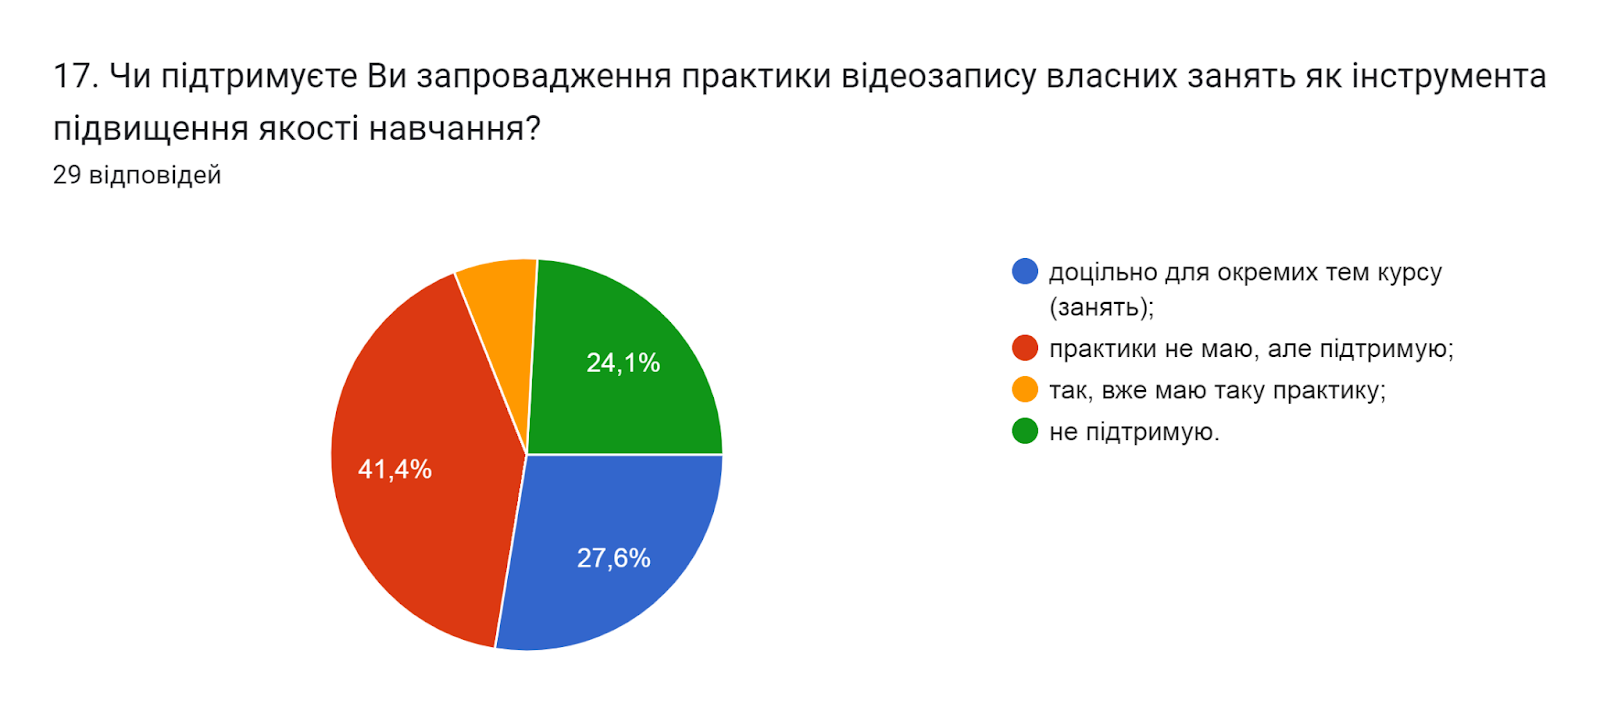 17. Чи підтримуєте Ви запровадження практики відеозапису власних занять як інструмента
підвищення якості навчання?
29 відповідей
24,1%
41,4%
27,6%
доцільно для окремих тем курсу
(занять);
практики не маю, але підтримую;
так, вже маю таку практику;
не підтримую.